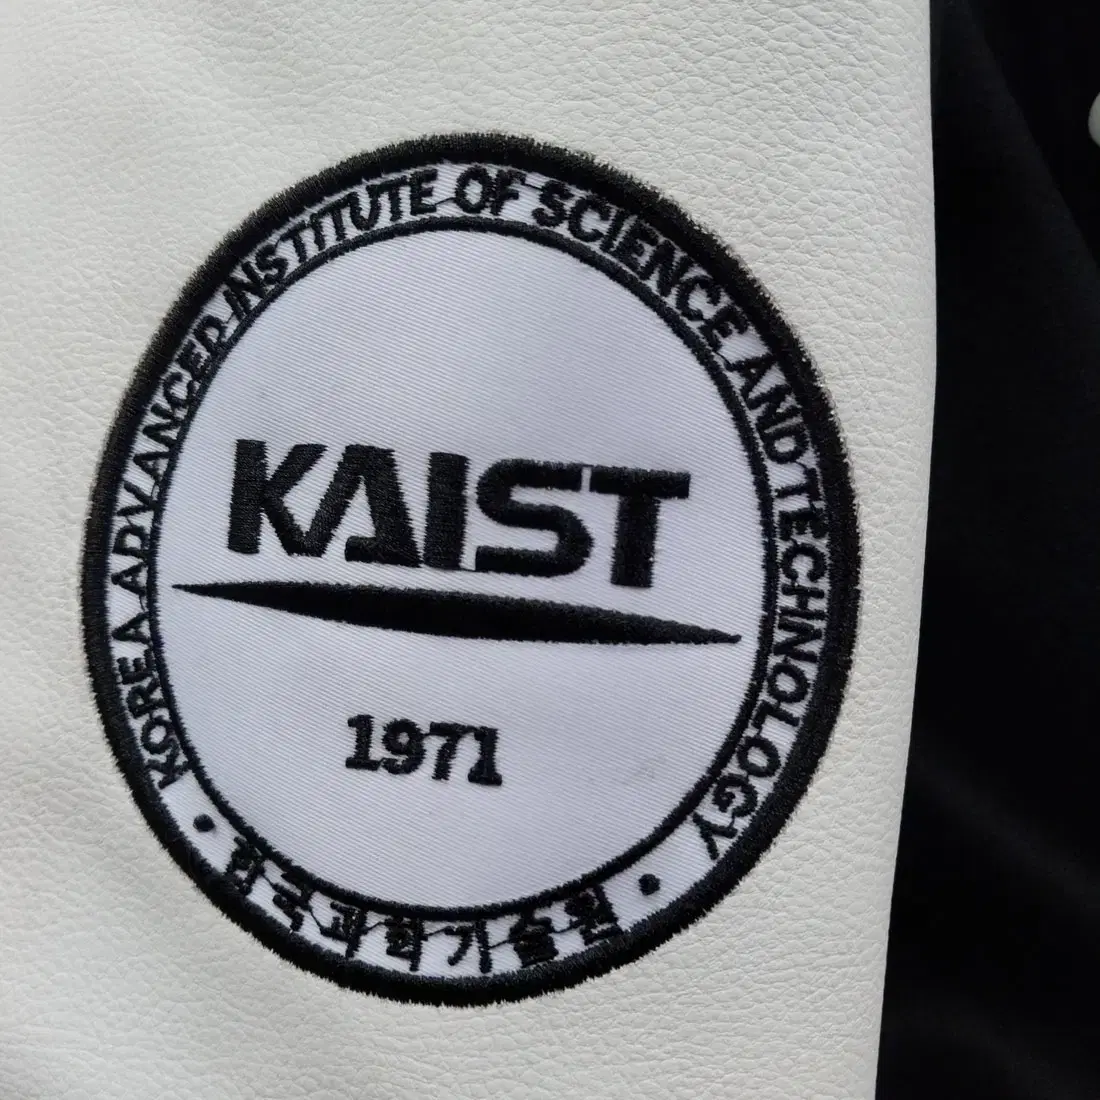 KOREA ADVANCED INSTITUTE OF SCIENCE AND TECHNOLOGY
KAIST
1971
한국과학기술원